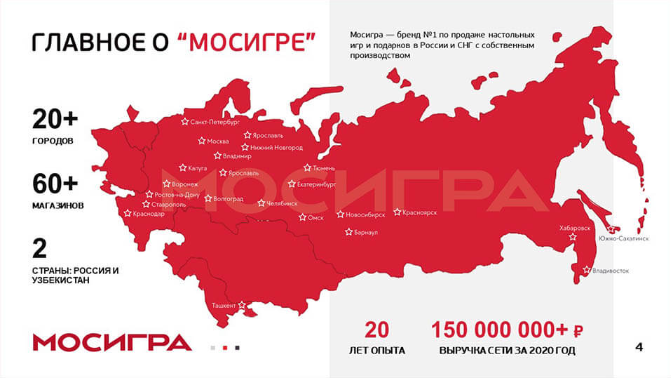 ГЛАВНОЕ О “МОСИГРЕ”
Мосигра — бренд №1 по продаже настольных
игр и подарков в России и СНГ с собственным
производством
20+
ГОРОДОВ
60+
МАГАЗИНОВ
2
СТРАНЫ: РОССИЯ И
УЗБЕКИСТАН
Санкт-Петербург
Ярославль
Москва
Нижний Новгород
Владимир
Калуга
Ярославль
Тюмень
Воронеж
Екатеринбург
Ростов-на-Дону
Волгоград
Ставрополь
Челябинск
Краснодар
Омск
Новосибирск
Красноярск
Барнаул
Хабаровск
Южно-Сахалинск
Владивосток
Ташкент
МОСИГРА
МОСИГРА
20
ЛЕТ ОПЫТА
150 000 000+ ₽
ВЫРУЧКА СЕТИ ЗА 2020 ГОД
4